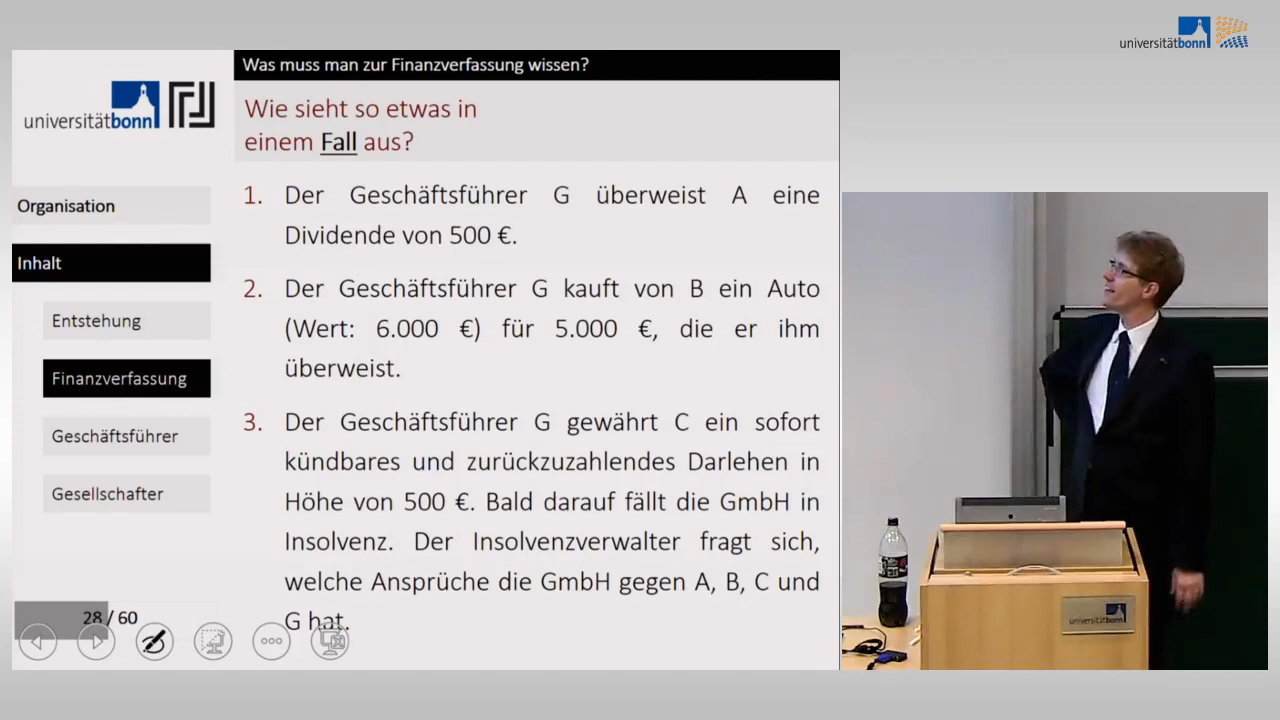 universitätbonn
Was muss man zur Finanzverfassung wissen?
universitätbonn
Wie sieht so etwas in
einem Fall aus?
Organisation
Inhalt
Entstehung
Finanzverfassung
Geschäftsführer
Gesellschafter
28 / 60
1. Der Geschäftsführer G überweist A eine
Dividende von 500 €.
2. Der Geschäftsführer G kauft von B ein Auto
(Wert: 6.000 €) für 5.000 €, die er ihm
überweist.
3. Der Geschäftsführer G gewährt C ein sofort
kündbares und zurückzuzahlendes Darlehen in
Höhe von 500 €. Bald darauf fällt die GmbH in
Insolvenz. Der Insolvenzverwalter fragt sich,
welche Ansprüche die GmbH gegen A, B, C und
G hat.
universitätbonn